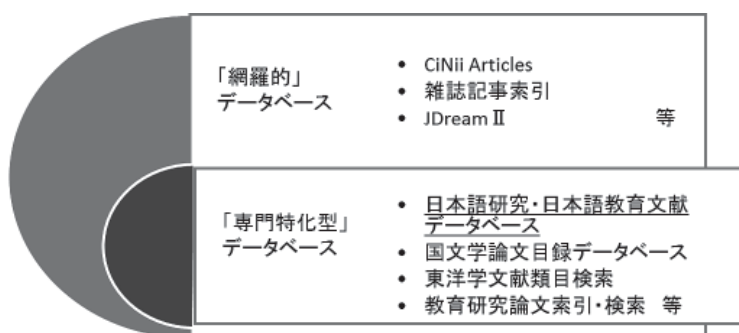 「網羅的」
データベース
• CiNii Articles
• 雑誌記事索引
• JDreamⅡ 等
「専門特化型」
データベース
• 日本語研究・日本語教育文献
データベース
• 国文学論文目録データベース
• 東洋学文献類目検索
• 教育研究論文索引・検索 等